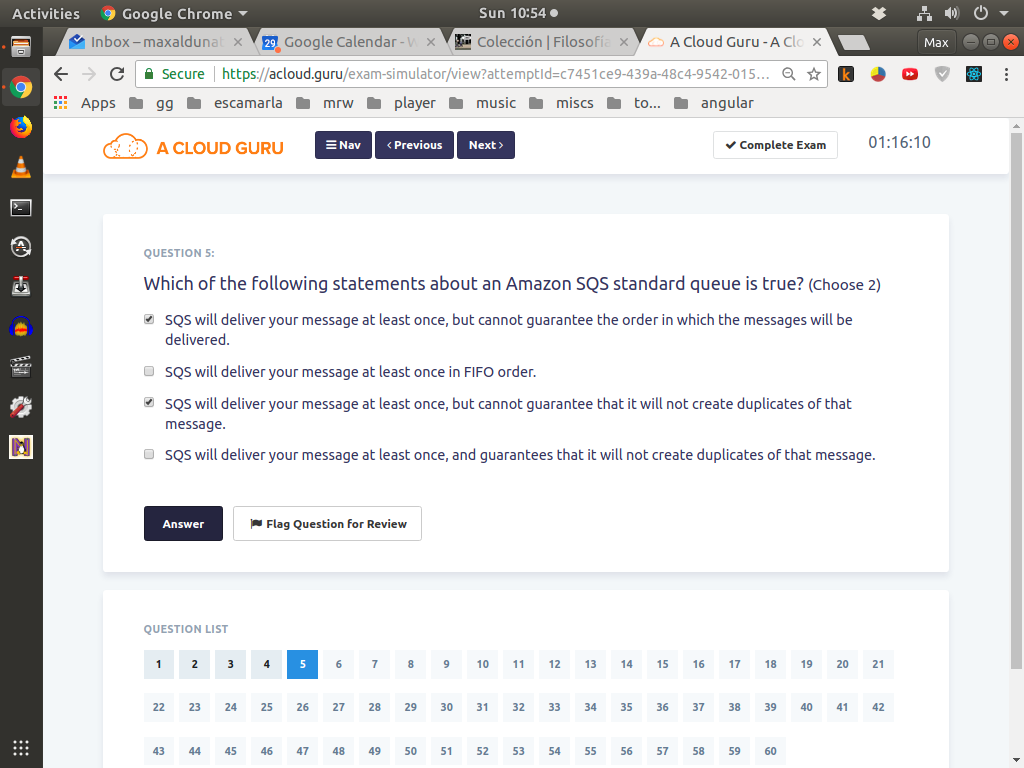 Activities Google Chrome Sun 10:54
Inbox – maxaldunat Google Calendar - W Colección | Filosofía A Cloud Guru - A Clo Max
Secure https://acloud.guru/exam-simulator/view?attemptId=c7451ce9-439a-48c4-9542-015...
Apps gg escamarla mrw player music miscs to... angular
A CLOUD GURU Nav ‹ Previous Next › Complete Exam 01:16:10
QUESTION 5:
Which of the following statements about an Amazon SQS standard queue is true? (Choose 2)
SQS will deliver your message at least once, but cannot guarantee the order in which the messages will be
delivered.
SQS will deliver your message at least once in FIFO order.
SQS will deliver your message at least once, but cannot guarantee that it will not create duplicates of that
message.
SQS will deliver your message at least once, and guarantees that it will not create duplicates of that message.
Answer Flag Question for Review
QUESTION LIST
1 2 3 4 5 6 7 8 9 10 11 12 13 14 15 16 17 18 19 20 21
22 23 24 25 26 27 28 29 30 31 32 33 34 35 36 37 38 39 40 41 42
43 44 45 46 47 48 49 50 51 52 53 54 55 56 57 58 59 60